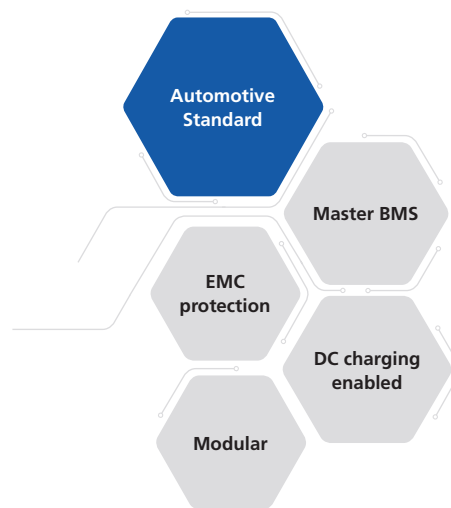 Automotive
Standard
Master BMS
EMC
protection
DC charging
enabled
Modular